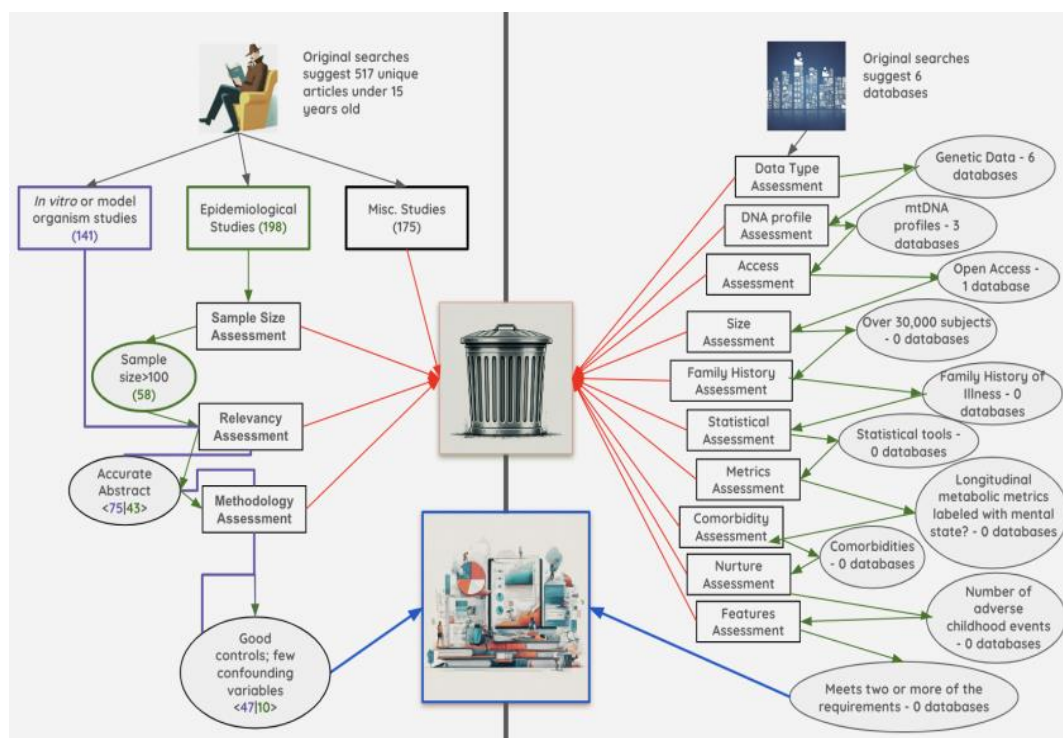 Original searches
suggest 517 unique
articles under 15
years old
In vitro or model
organism studies
(141)
Epidemiological
Studies (198)
Misc. Studies
(175)
Sample Size
Assessment
Sample
size>100
(58)
Relevancy
Assessment
Accurate
Abstract
<75|43>
Methodology
Assessment
Good
controls; few
confounding
variables
<47|10>
Original searches
suggest 6
databases
Data Type
Assessment
Genetic Data - 6
databases
DNA profile
Assessment
mtDNA
profiles - 3
databases
Access
Assessment
Open Access -
1 database
Size
Assessment
Over 30,000 subjects
- 0 databases
Family History
Assessment
Family History of
Illness - 0
databases
Statistical
Assessment
Statistical tools -
0 databases
Metrics
Assessment
Longitudinal
metabolic metrics
labeled with mental
state? - 0 databases
Comorbidity
Assessment
Comorbidities
- 0 databases
Nurture
Assessment
Number of
adverse
childhood events
- 0 databases
Features
Assessment
Meets two or more of the
requirements - 0 databases